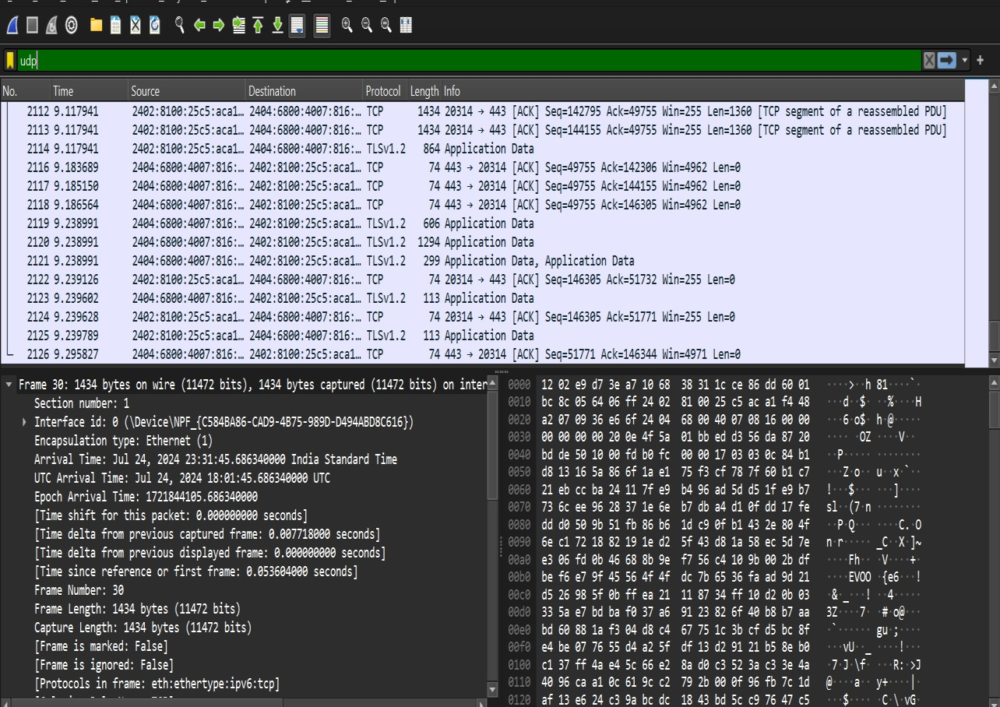 udp
No. Time Source Destination Protocol Length Info
2112 9.117941 2402:8100:25c5:aca1… 2404:6800:4007:816:… TCP 1434 20314 → 443 [ACK] Seq=142795 Ack=49755 Win=255 Len=1360 [TCP segment of a reassembled PDU]
2113 9.117941 2402:8100:25c5:aca1… 2404:6800:4007:816:… TCP 1434 20314 → 443 [ACK] Seq=144155 Ack=49755 Win=255 Len=1360 [TCP segment of a reassembled PDU]
2114 9.117941 2402:8100:25c5:aca1… 2404:6800:4007:816:… TLSv1.2 864 Application Data
2116 9.183689 2404:6800:4007:816:… 2402:8100:25c5:aca1… TCP 74 443 → 20314 [ACK] Seq=49755 Ack=142306 Win=4962 Len=0
2117 9.185150 2404:6800:4007:816:… 2402:8100:25c5:aca1… TCP 74 443 → 20314 [ACK] Seq=49755 Ack=144155 Win=4962 Len=0
2118 9.186564 2404:6800:4007:816:… 2402:8100:25c5:aca1… TCP 74 443 → 20314 [ACK] Seq=49755 Ack=146305 Win=4962 Len=0
2119 9.238991 2404:6800:4007:816:… 2402:8100:25c5:aca1… TLSv1.2 606 Application Data
2120 9.238991 2404:6800:4007:816:… 2402:8100:25c5:aca1… TLSv1.2 1294 Application Data
2121 9.238991 2404:6800:4007:816:… 2402:8100:25c5:aca1… TLSv1.2 299 Application Data, Application Data
2122 9.239126 2402:8100:25c5:aca1… 2404:6800:4007:816:… TCP 74 20314 → 443 [ACK] Seq=146305 Ack=51732 Win=255 Len=0
2123 9.239602 2404:6800:4007:816:… 2402:8100:25c5:aca1… TLSv1.2 113 Application Data
2124 9.239628 2402:8100:25c5:aca1… 2404:6800:4007:816:… TCP 74 20314 → 443 [ACK] Seq=146305 Ack=51771 Win=255 Len=0
2125 9.239789 2402:8100:25c5:aca1… 2404:6800:4007:816:… TLSv1.2 113 Application Data
2126 9.295827 2404:6800:4007:816:… 2402:8100:25c5:aca1… TCP 74 443 → 20314 [ACK] Seq=51771 Ack=146344 Win=4971 Len=0
Frame 30: 1434 bytes on wire (11472 bits), 1434 bytes captured (11472 bits) on inter
Section number: 1
Interface id: 0 (\Device\NPF_{C584BA86-CAD9-4B75-989D-D494ABD8C616})
Encapsulation type: Ethernet (1)
Arrival Time: Jul 24, 2024 23:31:45.686340000 India Standard Time
UTC Arrival Time: Jul 24, 2024 18:01:45.686340000 UTC
Epoch Arrival Time: 1721844105.686340000
[Time shift for this packet: 0.000000000 seconds]
[Time delta from previous captured frame: 0.007718000 seconds]
[Time delta from previous displayed frame: 0.000000000 seconds]
[Time since reference or first frame: 0.053604000 seconds]
Frame Number: 30
Frame Length: 1434 bytes (11472 bits)
Capture Length: 1434 bytes (11472 bits)
[Frame is marked: False]
[Frame is ignored: False]
[Protocols in frame: eth:ethertype:ipv6:tcp]
0000 12 02 e9 d7 3e a7 10 68 38 31 1c ce 86 dd 60 01 ····>··h 81····`·
0010 bc 8c 05 64 06 ff 24 02 81 00 25 c5 ac a1 f4 48 ···d··$· ··%····H
0020 a2 07 09 36 e6 6f 24 04 68 00 40 07 08 16 00 00 ···6·o$· h·@·····
0030 00 00 00 00 20 0e 4f 5a 01 bb ed d3 56 da 87 20 ···· ·OZ ····V··
0040 bd de 50 10 00 fd b0 fc 00 00 17 03 03 0c 84 b1 ··P····· ········
0050 d8 13 16 5a 86 6f 1a e1 75 f3 cf 78 7f 60 b1 c7 ···Z·o·· u··x·`··
0060 21 eb cc ba 24 11 7f e9 b4 96 ad 5d d5 1f e9 b7 !···$··· ···]····
0070 73 6c ee 96 28 37 1e 6e b7 db a4 d1 0f dd 17 fe sl··(7·n ········
0080 dd d0 50 9b 51 fb 86 b6 1d c9 0f b1 43 2e 80 4f ··P·Q··· ····C.·O
0090 6e c1 72 18 82 19 1e d2 5f 43 d8 1a 58 ec 5d 7e n·r····· _C··X·]~
00a0 e3 06 fd 0b 46 68 8b 9e f7 56 c4 10 9b 00 2b df ····Fh·· ·V····+·
00b0 be f6 e7 9f 45 56 4f 4f dc 7b 65 36 fa ad 9d 21 ····EVOO ·{e6···!
00c0 d5 26 98 5f 0b ff ea 21 11 87 34 ff 10 d2 0b 03 ·&·_···! ··4·····
00d0 33 5a e7 bd ba f0 37 a6 91 23 82 6f 40 b8 b7 aa 3Z····7· ·#·o@···
00e0 bd 60 88 1a f3 04 d8 c4 67 75 1c 3b cf d5 bc 8f ·`······ gu·;····
00f0 e4 be 07 76 55 d4 a2 5f df 13 d2 91 21 b5 8e b0 ···vU··_ ····!···
0100 c1 37 ff 4a e4 5c 66 e2 8a d0 c3 52 3a c3 3e 4a ·7·J·\f· ···R:·>J
0110 40 96 ca a1 0c 61 9c c2 79 2b 00 0f 96 fb 7c 1d @····a·· y+····|·
0120 af 13 e6 24 c3 9a bc dc 18 43 bd 5c c9 76 47 c5 ···$···· ·C·\·vG·